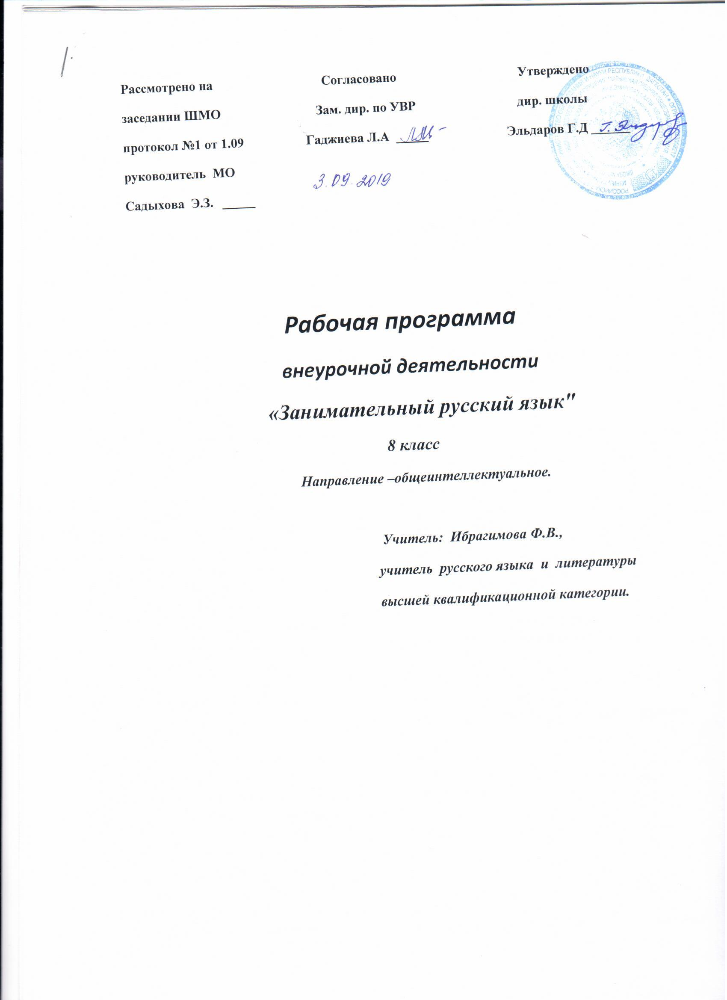 Рассмотрено на
заседании ШМО
протокол №1 от 1.09
руководитель МО
Садыхова Э.З. _____
Согласовано
Зам. дир. по УВР
Гаджиева Л.А _____
3.09.2019
Утверждено
дир. школы
Эльдаров Г.Д ______
Рабочая программа
внеурочной деятельности
«Занимательный русский язык"
8 класс
Направление –общеинтеллектуальное.
Учитель: Ибрагимова Ф.В.,
учитель русского языка и литературы
высшей квалификационной категории.